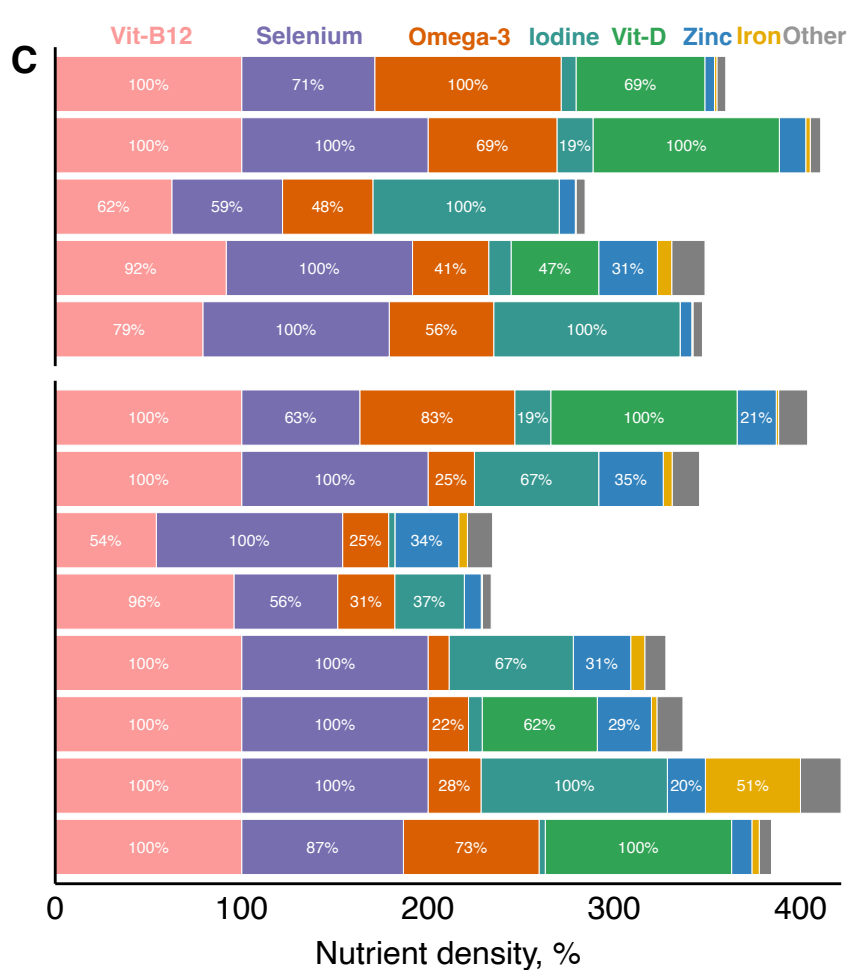 C
Vit-B12 Selenium Omega-3 Iodine Vit-D Zinc Iron Other
100% 71% 100% 69%
100% 100% 69% 19% 100%
62% 59% 48% 100%
92% 100% 41% 47% 31%
79% 100% 56% 100%
100% 63% 83% 19% 100% 21%
100% 100% 25% 67% 35%
54% 100% 25% 34%
96% 56% 31% 37%
100% 100% 67% 31%
100% 100% 22% 62% 29%
100% 100% 28% 100% 20% 51%
100% 87% 73% 100%
0 100 200 300 400
Nutrient density, %